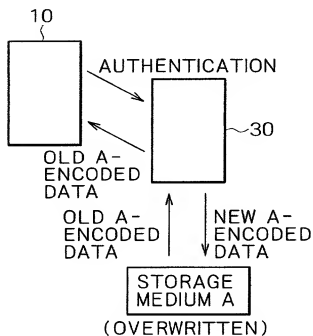 10
AUTHENTICATION
30
OLD A-
ENCODED
DATA
OLD A-
ENCODED
DATA
NEW A-
ENCODED
DATA
STORAGE
MEDIUM A
(OVERWRITTEN)